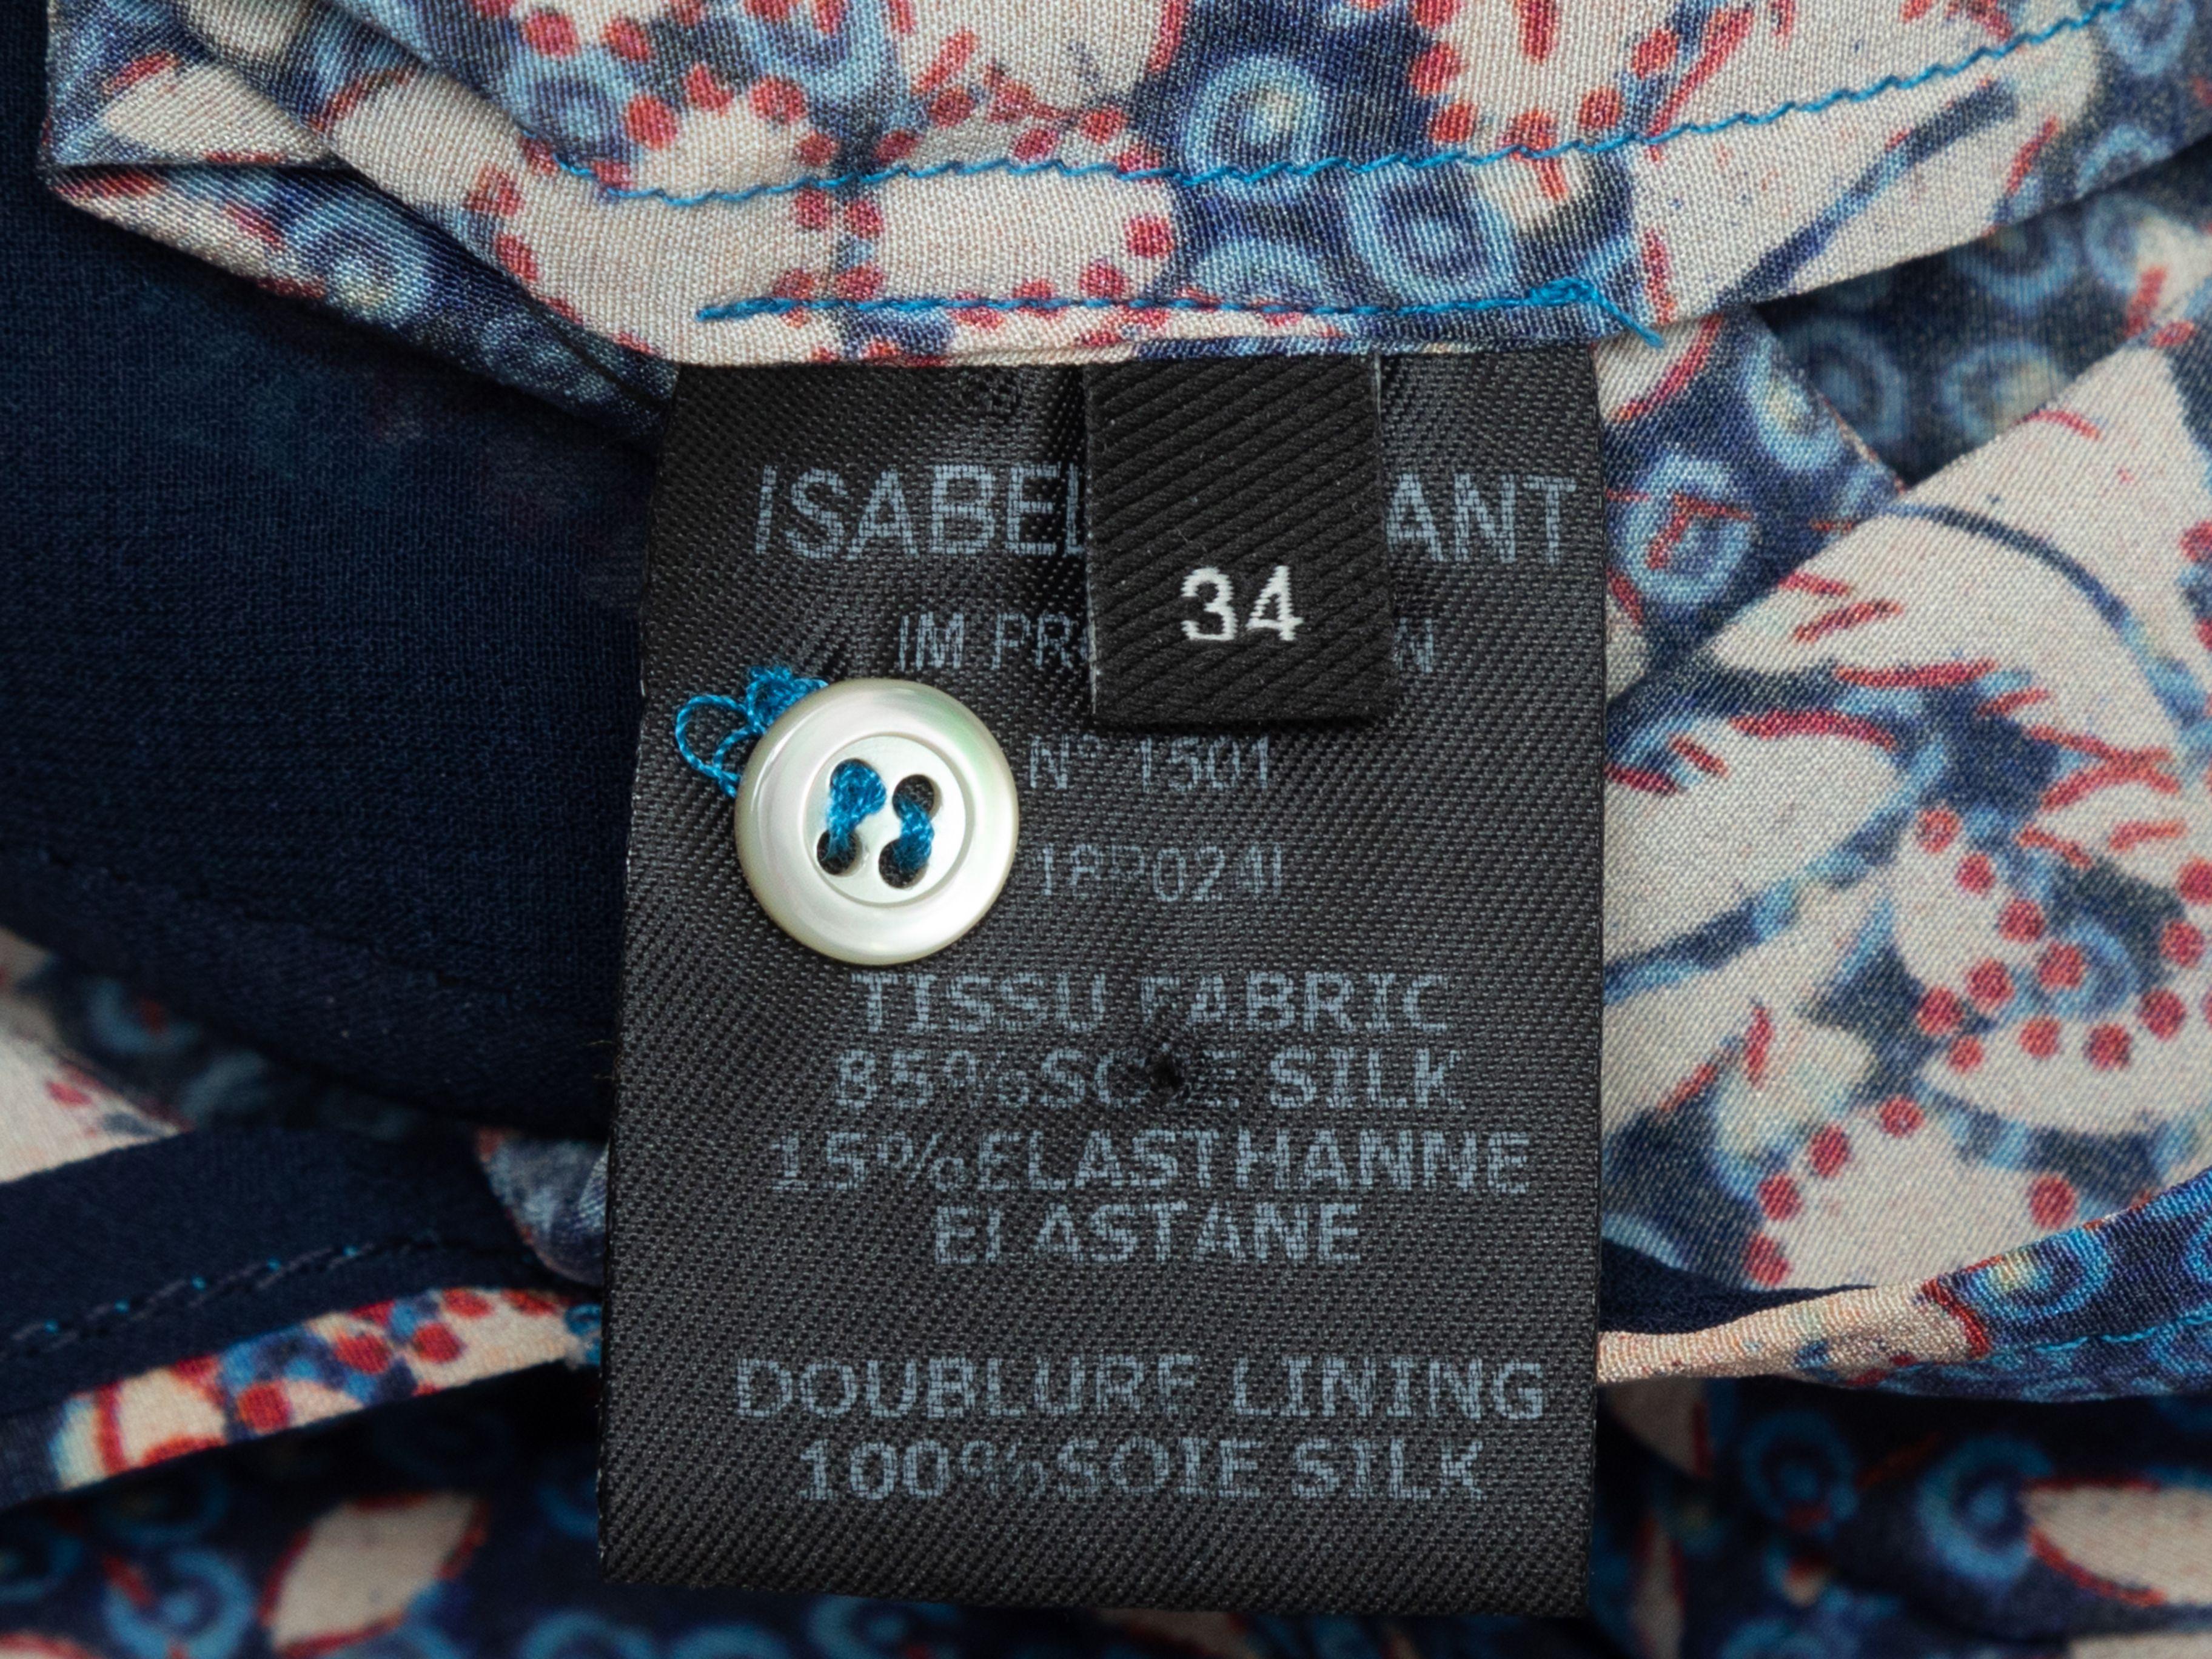 ISABEL ANT
34
IM PR N
N° 1501
TISSU FABRIC
85%SOIE SILK
15%ELASTHANNE
ELASTANE
DOUBLURE LINING
100%SOIE SILK